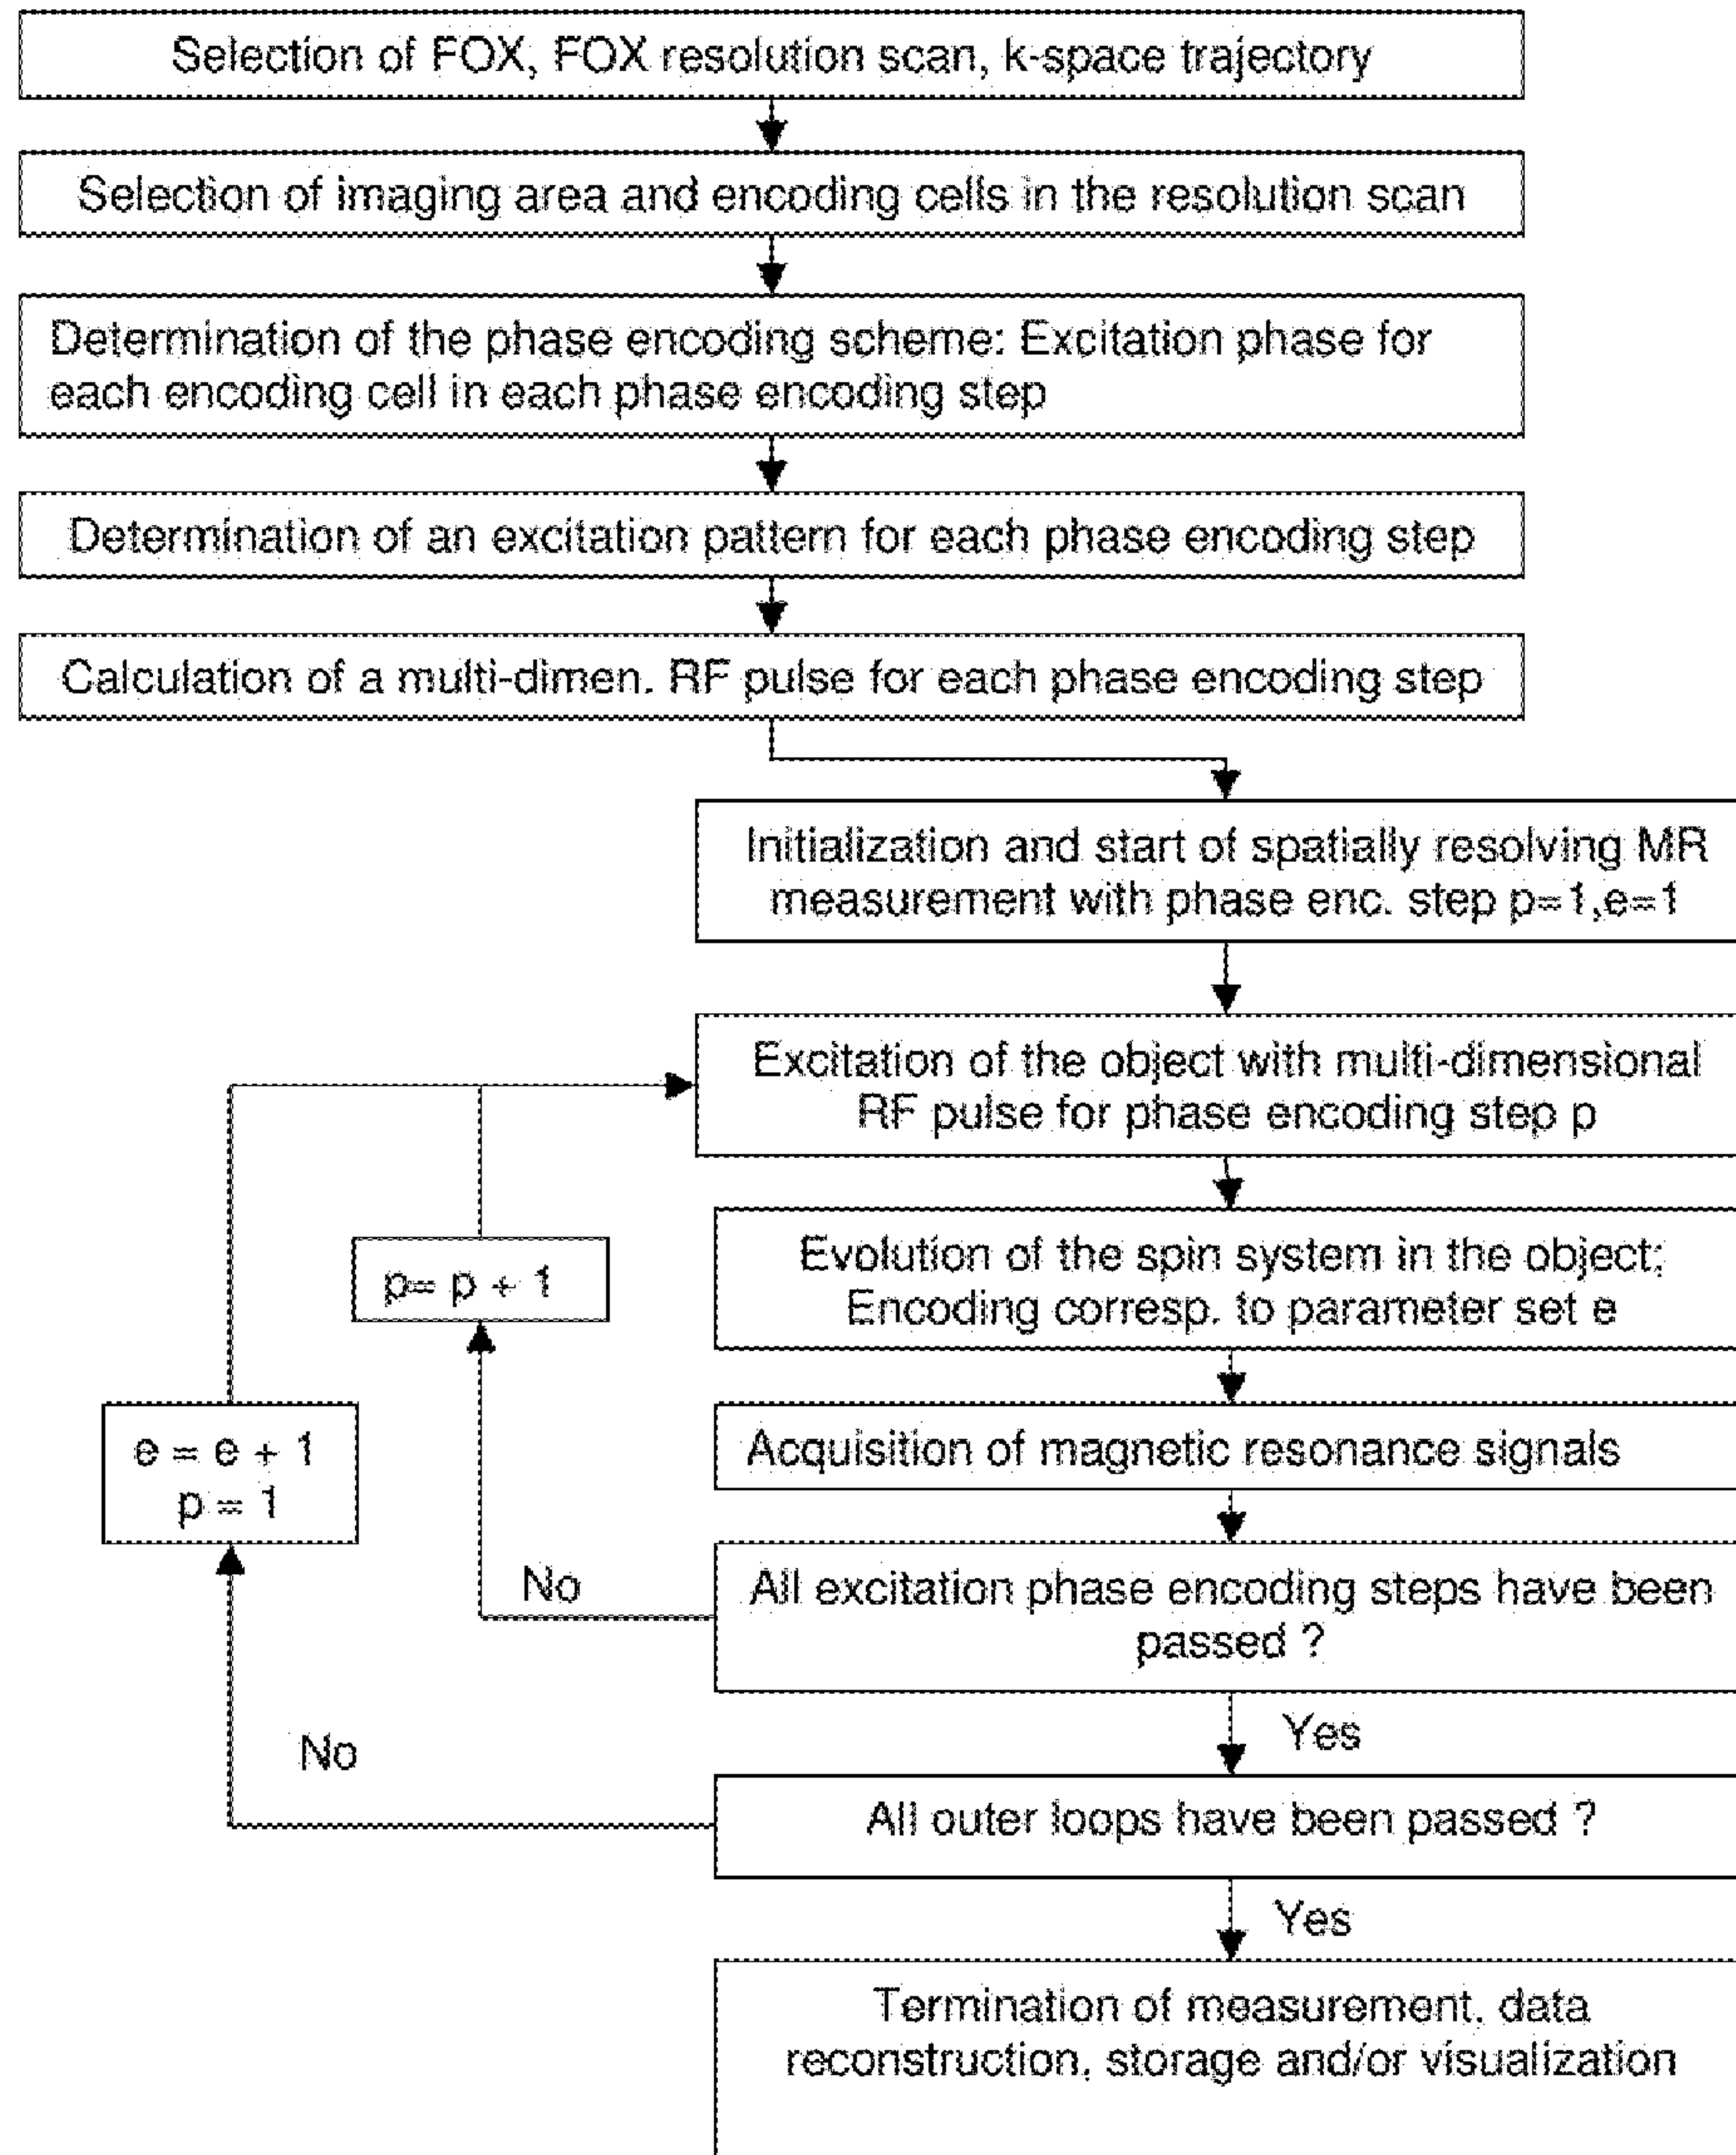 Selection of FOX, FOX resolution scan, k-space trajectory
Selection of imaging area and encoding cells in the resolution scan
Determination of the phase encoding scheme: Excitation phase for
each encoding cell in each phase encoding step
Determination of an excitation pattern for each phase encoding step
Calculation of a multi-dimen. RF pulse for each phase encoding step
Initialization and start of spatially resolving MR
measurement with phase enc. step p=1,e=1
Excitation of the object with multi-dimensional
RF pulse for phase encoding step p
Evolution of the spin system in the object;
Encoding corresp. to parameter set e
p= p + 1
e = e + 1
p = 1
Acquisition of magnetic resonance signals
No
All excitation phase encoding steps have been
passed ?
Yes
No
All outer loops have been passed ?
Yes
Termination of measurement, data
reconstruction, storage and/or visualization